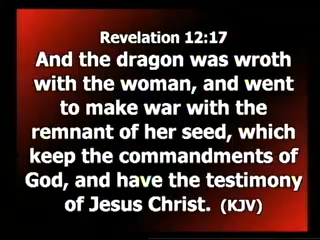 Revelation 12:17
And the dragon was wroth
with the woman, and went
to make war with the
remnant of her seed, which
keep the commandments of
God, and have the testimony
of Jesus Christ. (KJV)